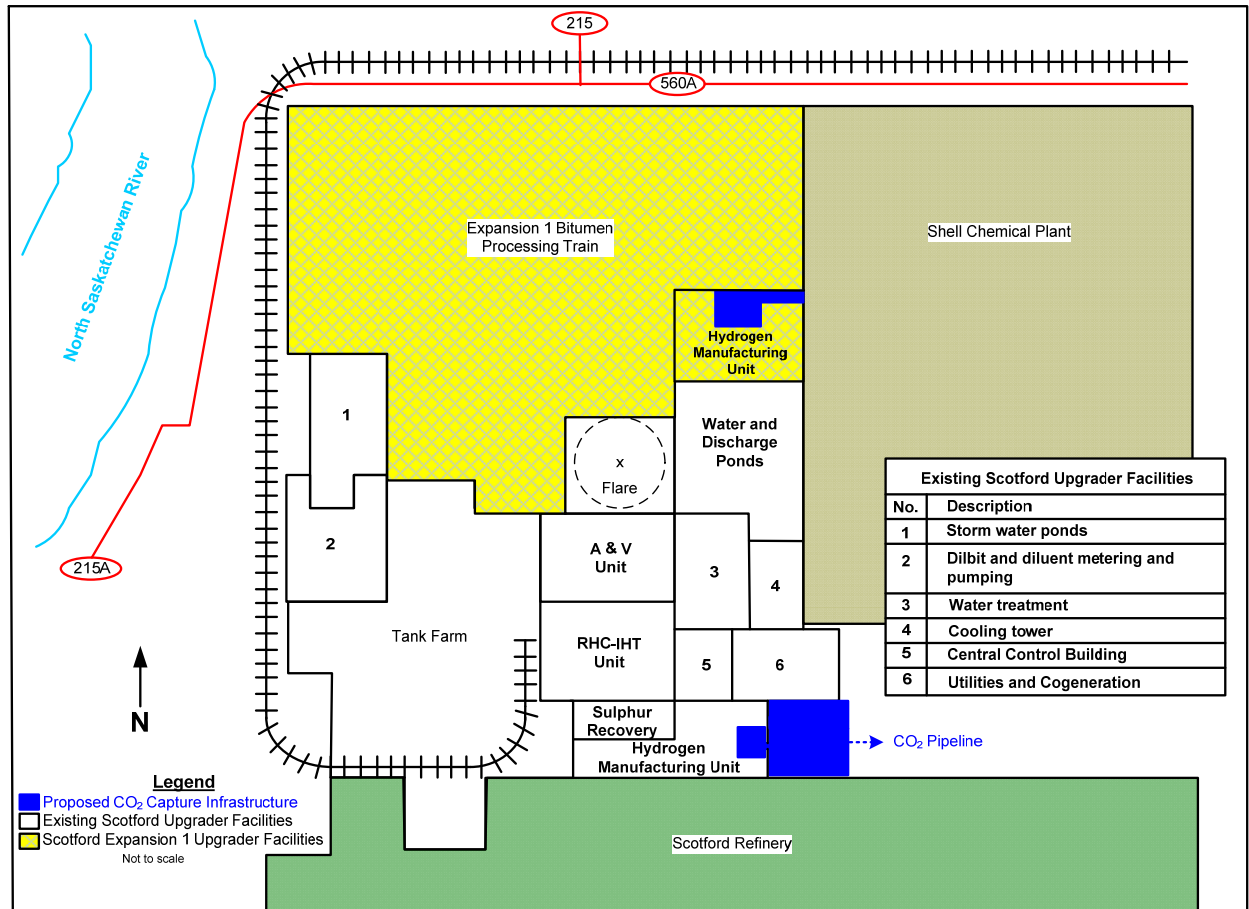 215
560A
North Saskatchewan River
Expansion 1 Bitumen
Processing Train
Shell Chemical Plant
Hydrogen
Manufacturing
Unit
1
Water and
Discharge
Ponds
x
Flare
Existing Scotford Upgrader Facilities
No. Description
1 Storm water ponds
2 Dilbit and diluent metering and
pumping
3 Water treatment
4 Cooling tower
5 Central Control Building
6 Utilities and Cogeneration
2
A & V
Unit
3
4
215A
Tank Farm
RHC-IHT
Unit
5
6
N
Sulphur
Recovery
Hydrogen
Manufacturing Unit
CO₂ Pipeline
Legend
Proposed CO₂ Capture Infrastructure
Existing Scotford Upgrader Facilities
Scotford Expansion 1 Upgrader Facilities
Not to scale
Scotford Refinery